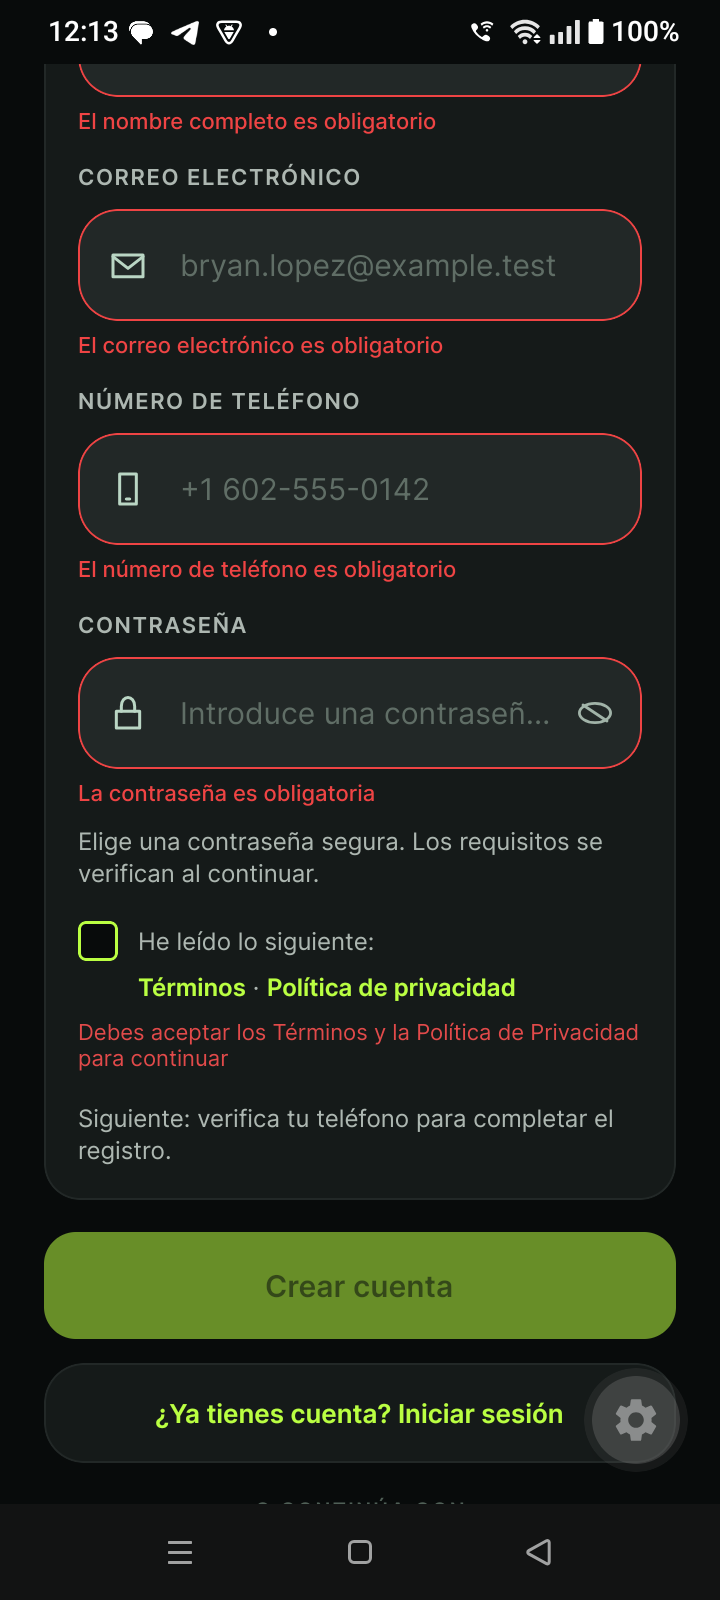 12:13
100%
El nombre completo es obligatorio
CORREO ELECTRÓNICO
bryan.lopez@example.test
El correo electrónico es obligatorio
NÚMERO DE TELÉFONO
+1 602-555-0142
El número de teléfono es obligatorio
CONTRASEÑA
Introduce una contraseñ...
La contraseña es obligatoria
Elige una contraseña segura. Los requisitos se
verifican al continuar.
He leído lo siguiente:
Términos · Política de privacidad
Debes aceptar los Términos y la Política de Privacidad
para continuar
Siguiente: verifica tu teléfono para completar el
registro.
Crear cuenta
¿Ya tienes cuenta? Iniciar sesión